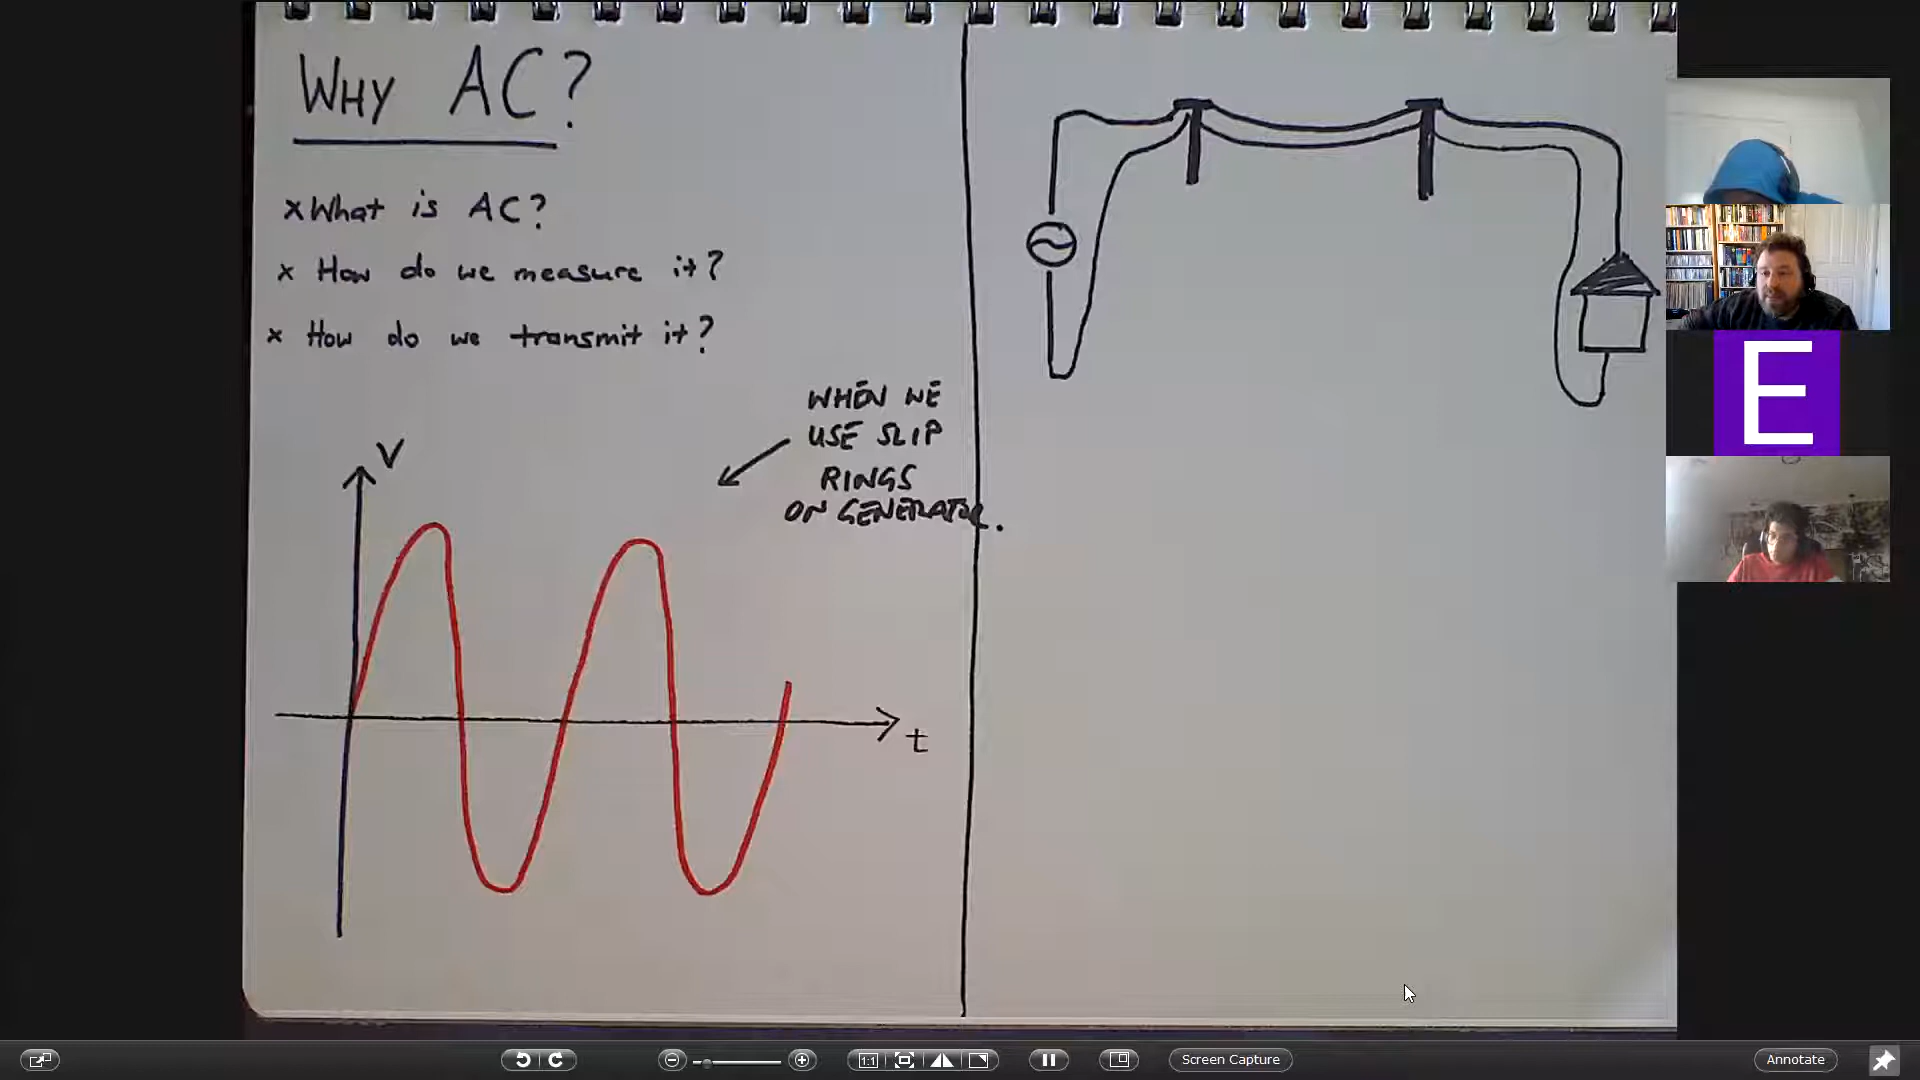 WHY AC?
x What is AC?
x How do we measure it?
x How do we transmit it?
WHEN WE
USE SLIP
RINGS
ON GENERATOR.
V
t
E
1:1
Screen Capture
Annotate